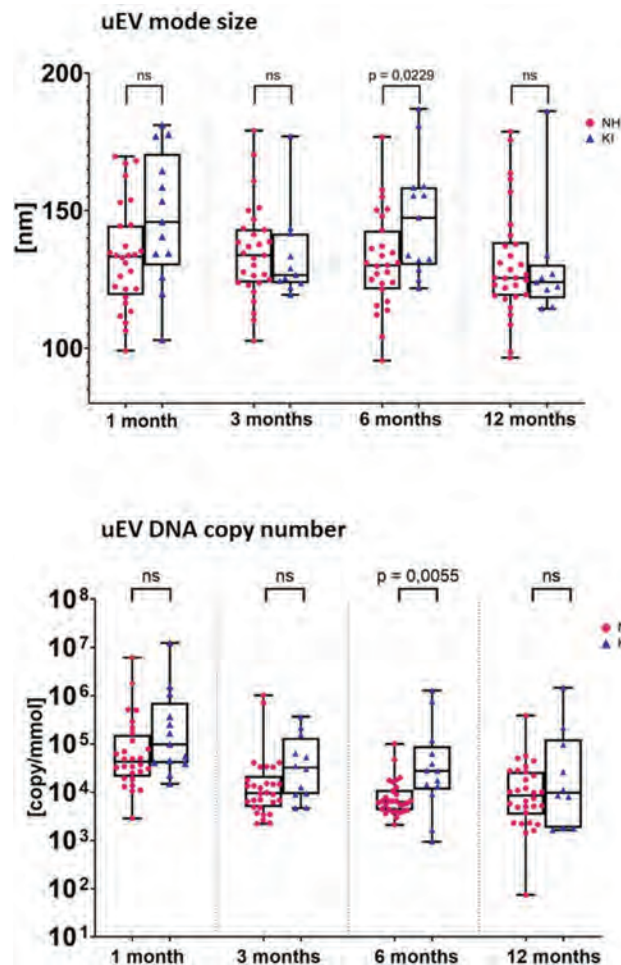 uEV mode size
ns ns p = 0,0229 ns
200
NH
KI
150
[nm]
100
1 month 3 months 6 months 12 months
uEV DNA copy number
ns ns p = 0,0055 ns
10⁸
10⁷
10⁶
10⁵
[copy/mmol]
10⁴
10³
10²
10¹
1 month 3 months 6 months 12 months